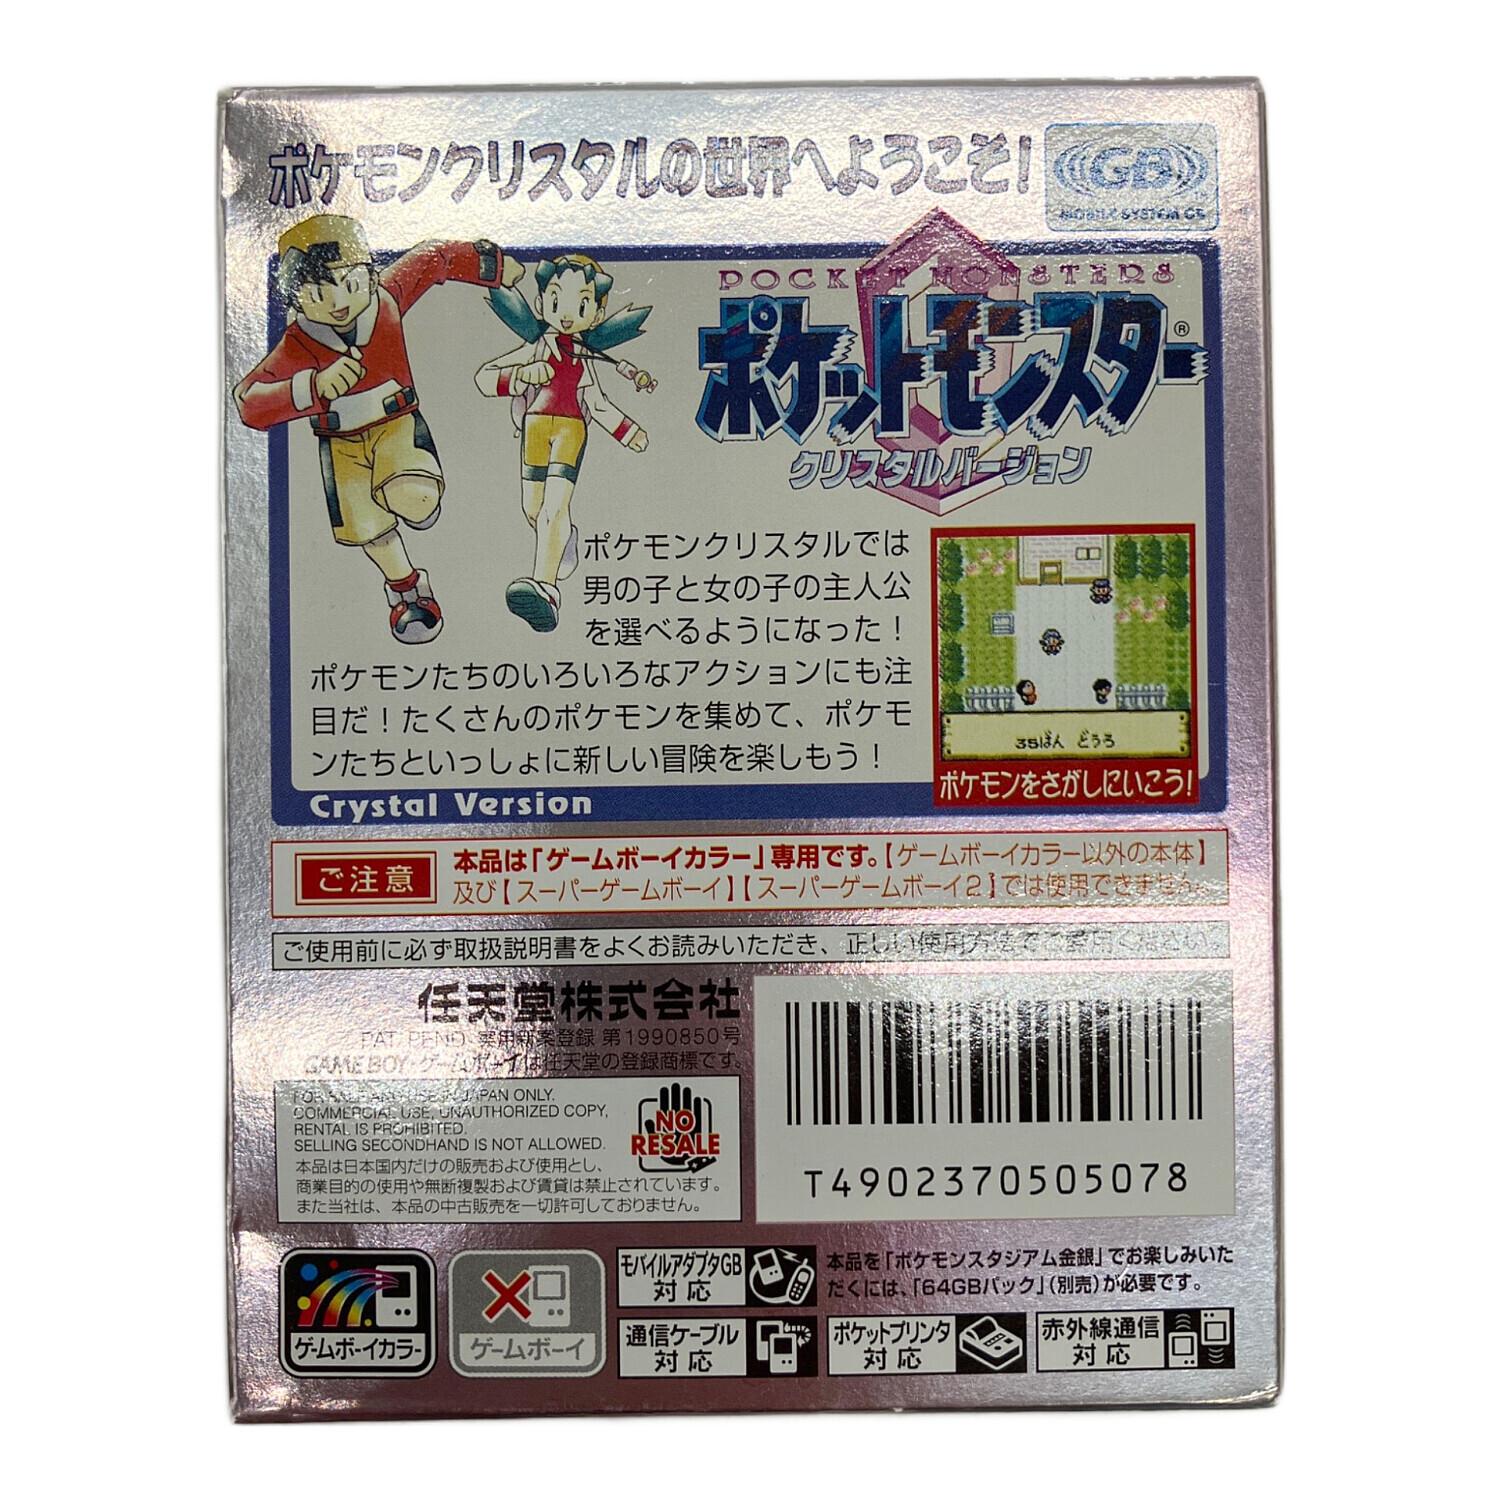 ポケモンクリスタルの世界へようこそ!
GB
MOBILE SYSTEM GB
POCKET MONSTERS
ポケットモンスター®
クリスタルバージョン
ポケモンクリスタルでは
男の子と女の子の主人公
を選べるようになった!
ポケモンたちのいろいろなアクションにも注
目だ!たくさんのポケモンを集めて、ポケモ
ンたちといっしょに新しい冒険を楽しもう!
35ばん どうろ
ポケモンをさがしにいこう!
Crystal Version
ご注意
本品は「ゲームボーイカラー」専用です。【ゲームボーイカラー以外の本体】
及び【スーパーゲームボーイ】【スーパーゲームボーイ2】では使用できません。
ご使用前に必ず取扱説明書をよくお読みいただき、正しい使用方法でご愛用ください。
任天堂株式会社
PAT. PEND. 実用新案登録 第1990850号
GAME BOY・ゲームボーイは任天堂の登録商標です。
FOR SALE AND USE IN JAPAN ONLY.
COMMERCIAL USE, UNAUTHORIZED COPY,
RENTAL IS PROHIBITED.
SELLING SECONDHAND IS NOT ALLOWED.
NO
RESALE
本品は日本国内だけの販売および使用とし、
商業目的の使用や無断複製および賃貸は禁止されています。
また当社は、本品の中古販売を一切許可しておりません。
T4902370505078
ゲームボーイカラー
ゲームボーイ
モバイルアダプタGB
対応
本品を「ポケモンスタジアム金銀」でお楽しみいた
だくには、「64GBパック」(別売)が必要です。
通信ケーブル
対応
ポケットプリンタ
対応
赤外線通信
対応